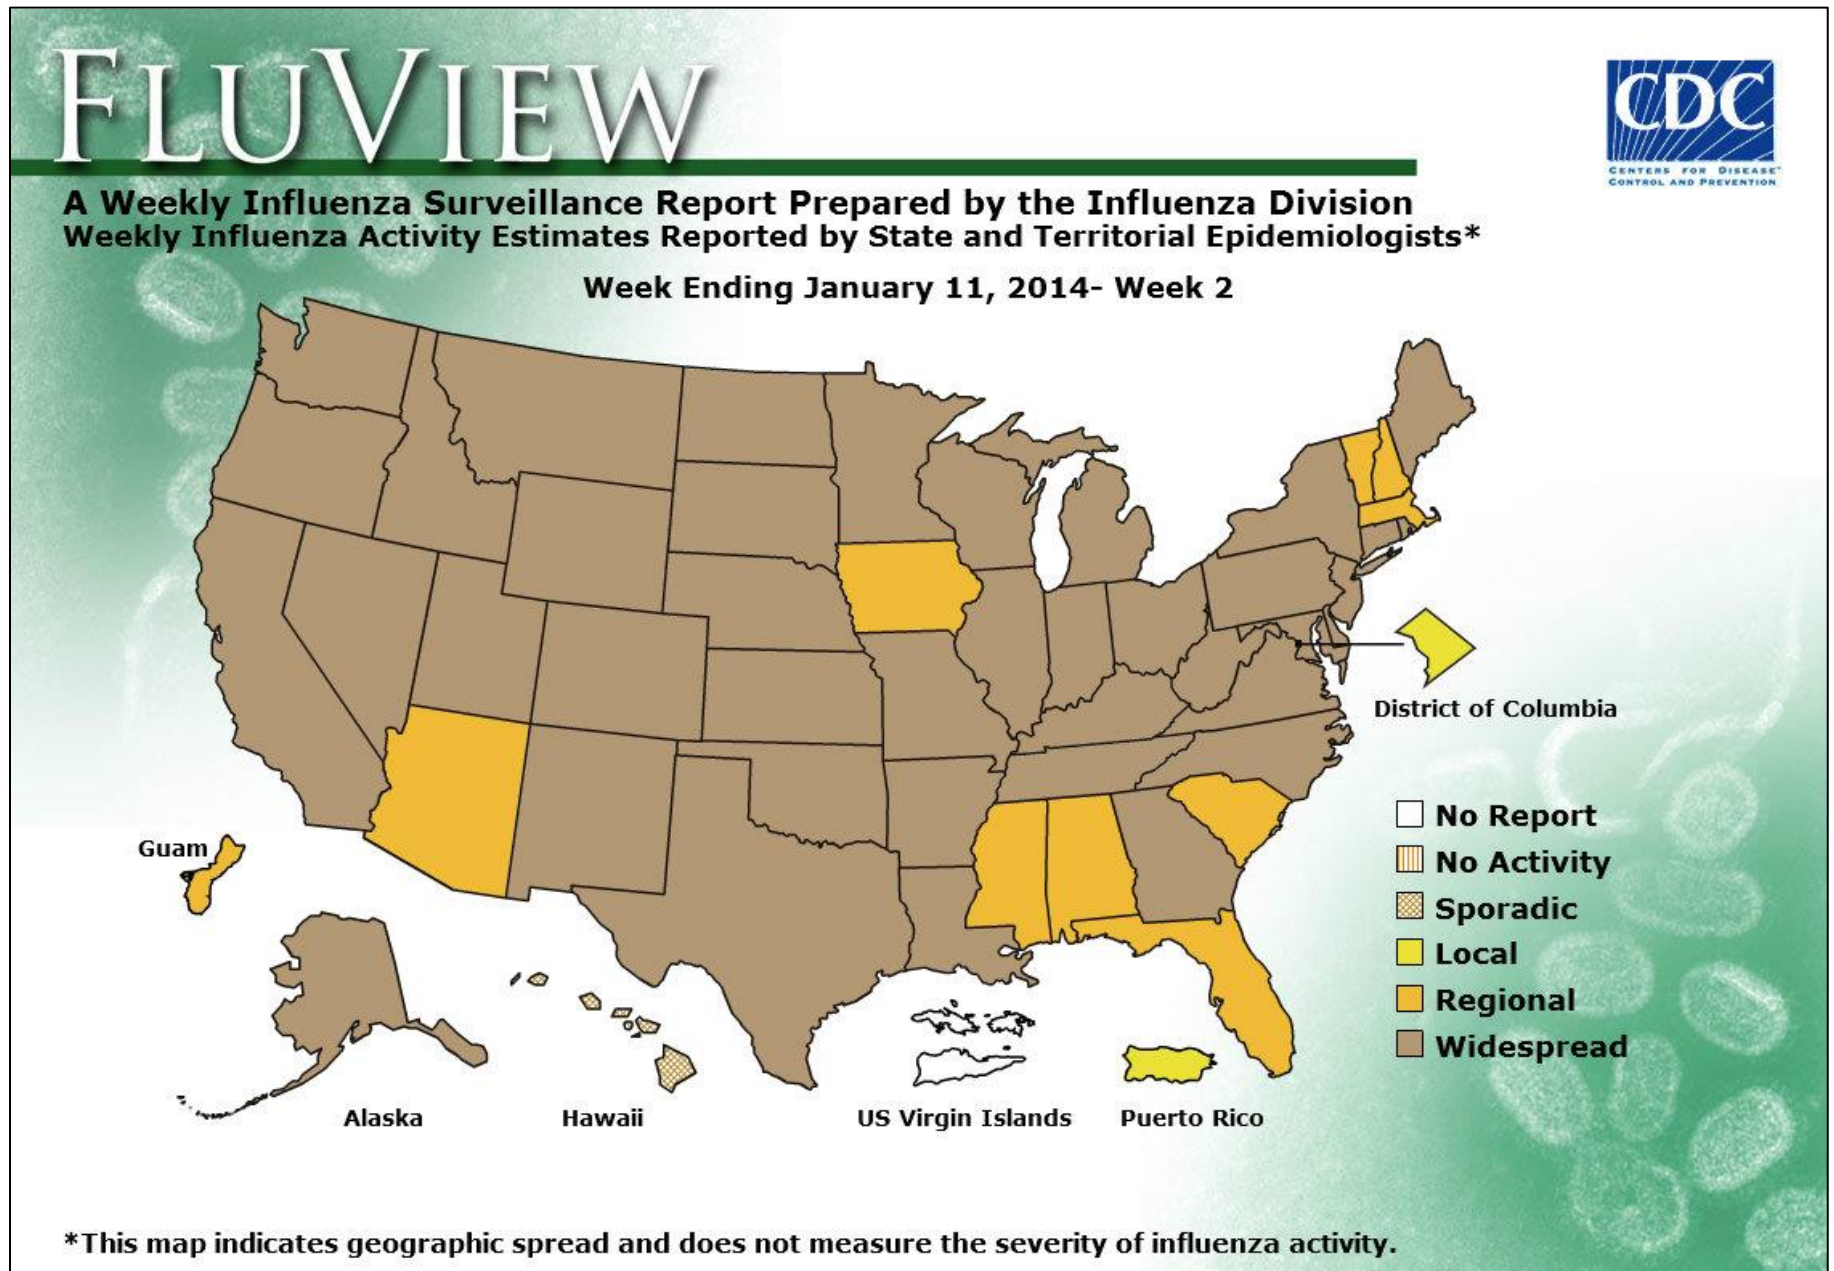 FLUVIEW
CDC
CENTERS FOR DISEASE™
CONTROL AND PREVENTION
A Weekly Influenza Surveillance Report Prepared by the Influenza Division
Weekly Influenza Activity Estimates Reported by State and Territorial Epidemiologists*
Week Ending January 11, 2014- Week 2
District of Columbia
No Report
No Activity
Sporadic
Local
Regional
Widespread
Guam
Alaska
Hawaii
US Virgin Islands
Puerto Rico
*This map indicates geographic spread and does not measure the severity of influenza activity.